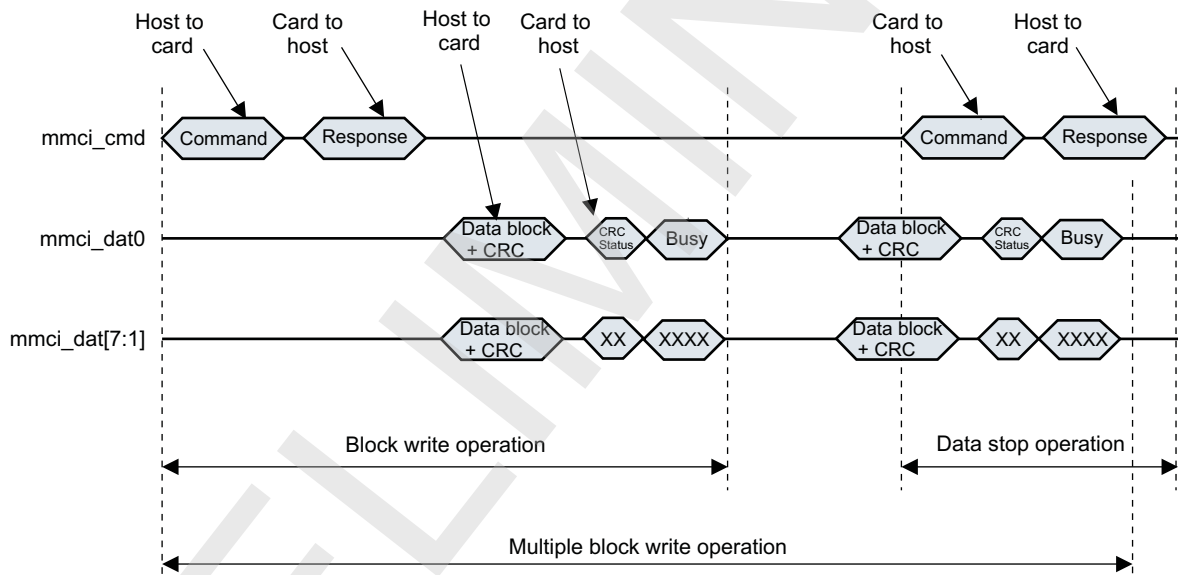 Host to
card
Card to
host
Host to
card
Card to
host
Card to
host
Host to
card
mmci_cmd
Command
Response
Command
Response
mmci_dat0
Data block
+ CRC
CRC
Status
Busy
Data block
+ CRC
CRC
Status
Busy
mmci_dat[7:1]
Data block
+ CRC
XX
XXXX
Data block
+ CRC
XX
XXXX
Block write operation
Data stop operation
Multiple block write operation